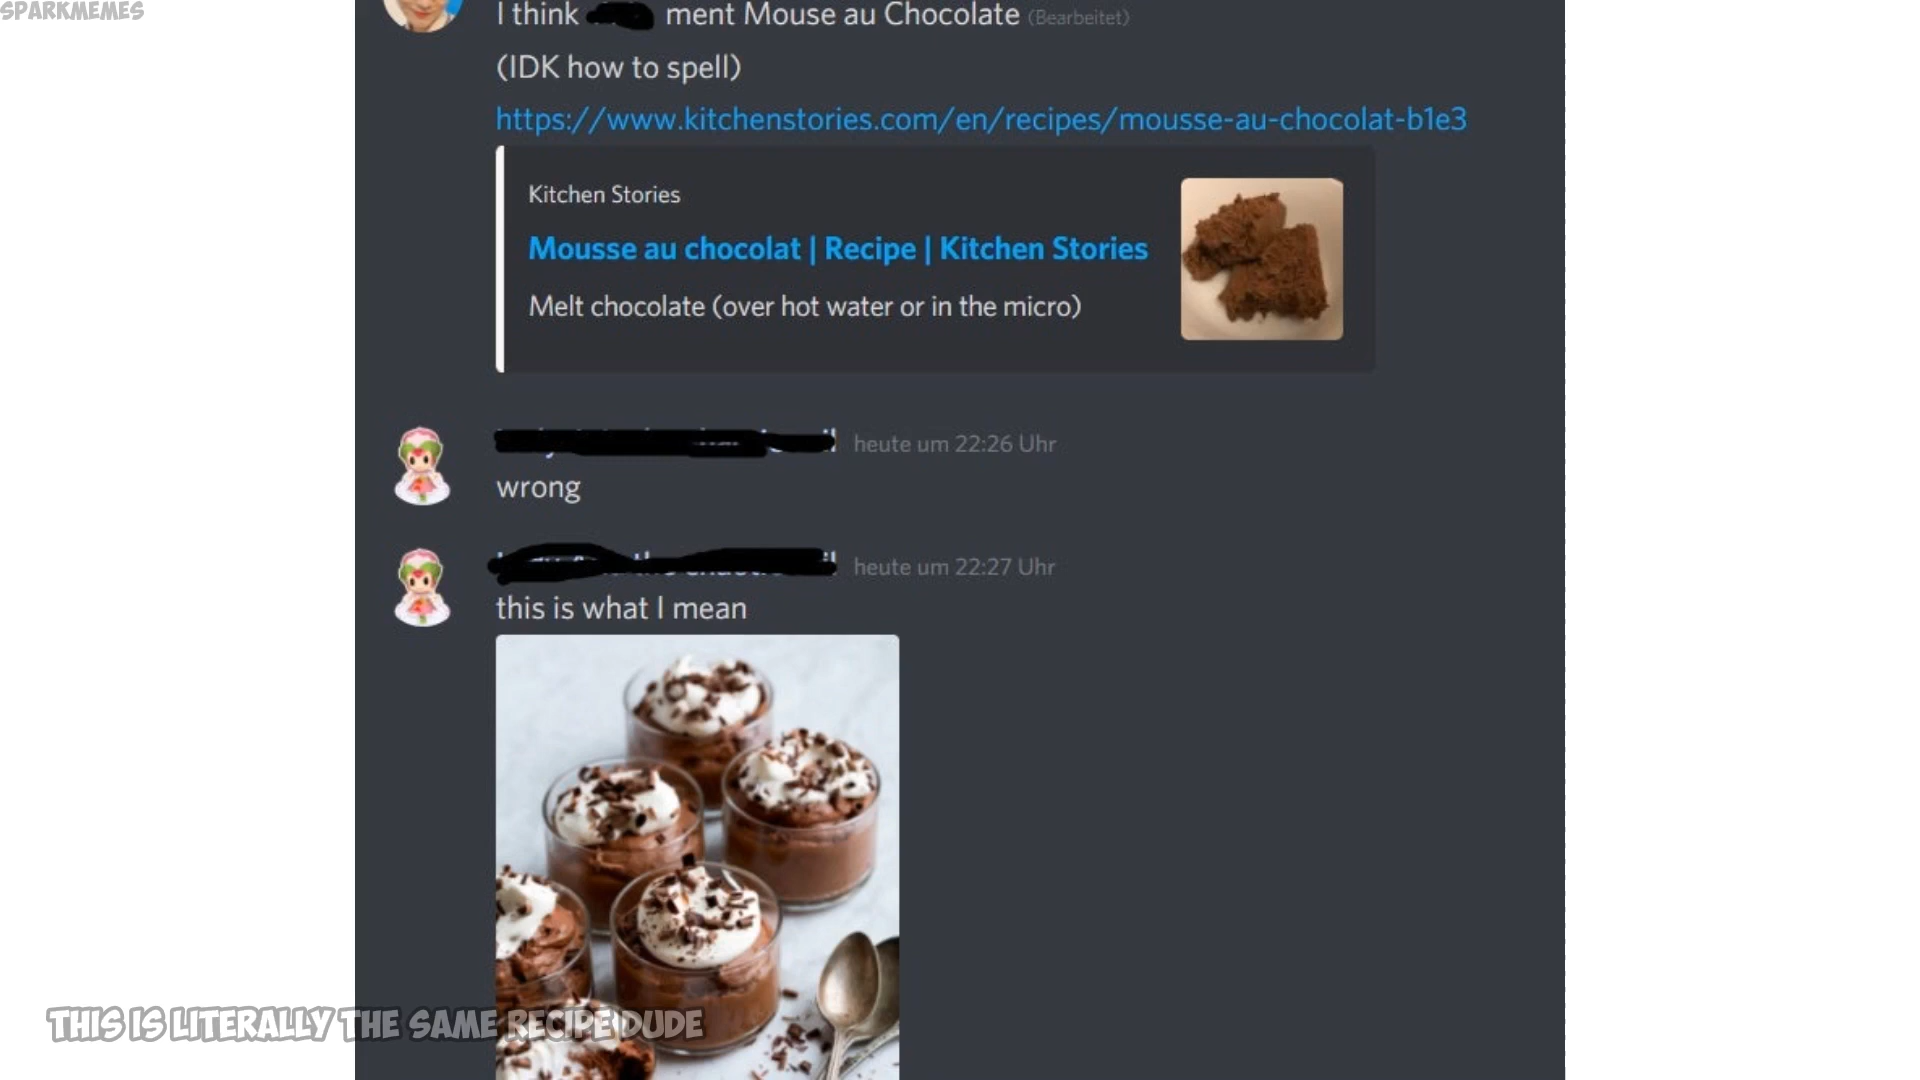 SPARKMEMES
I think ment Mouse au Chocolate (Bearbeitet)
(IDK how to spell)
https://www.kitchenstories.com/en/recipes/mousse-au-chocolat-b1e3
Kitchen Stories
Mousse au chocolat | Recipe | Kitchen Stories
Melt chocolate (over hot water or in the micro)
heute um 22:26 Uhr
wrong
heute um 22:27 Uhr
this is what I mean
THIS IS LITERALLY THE SAME RECIPE DUDE